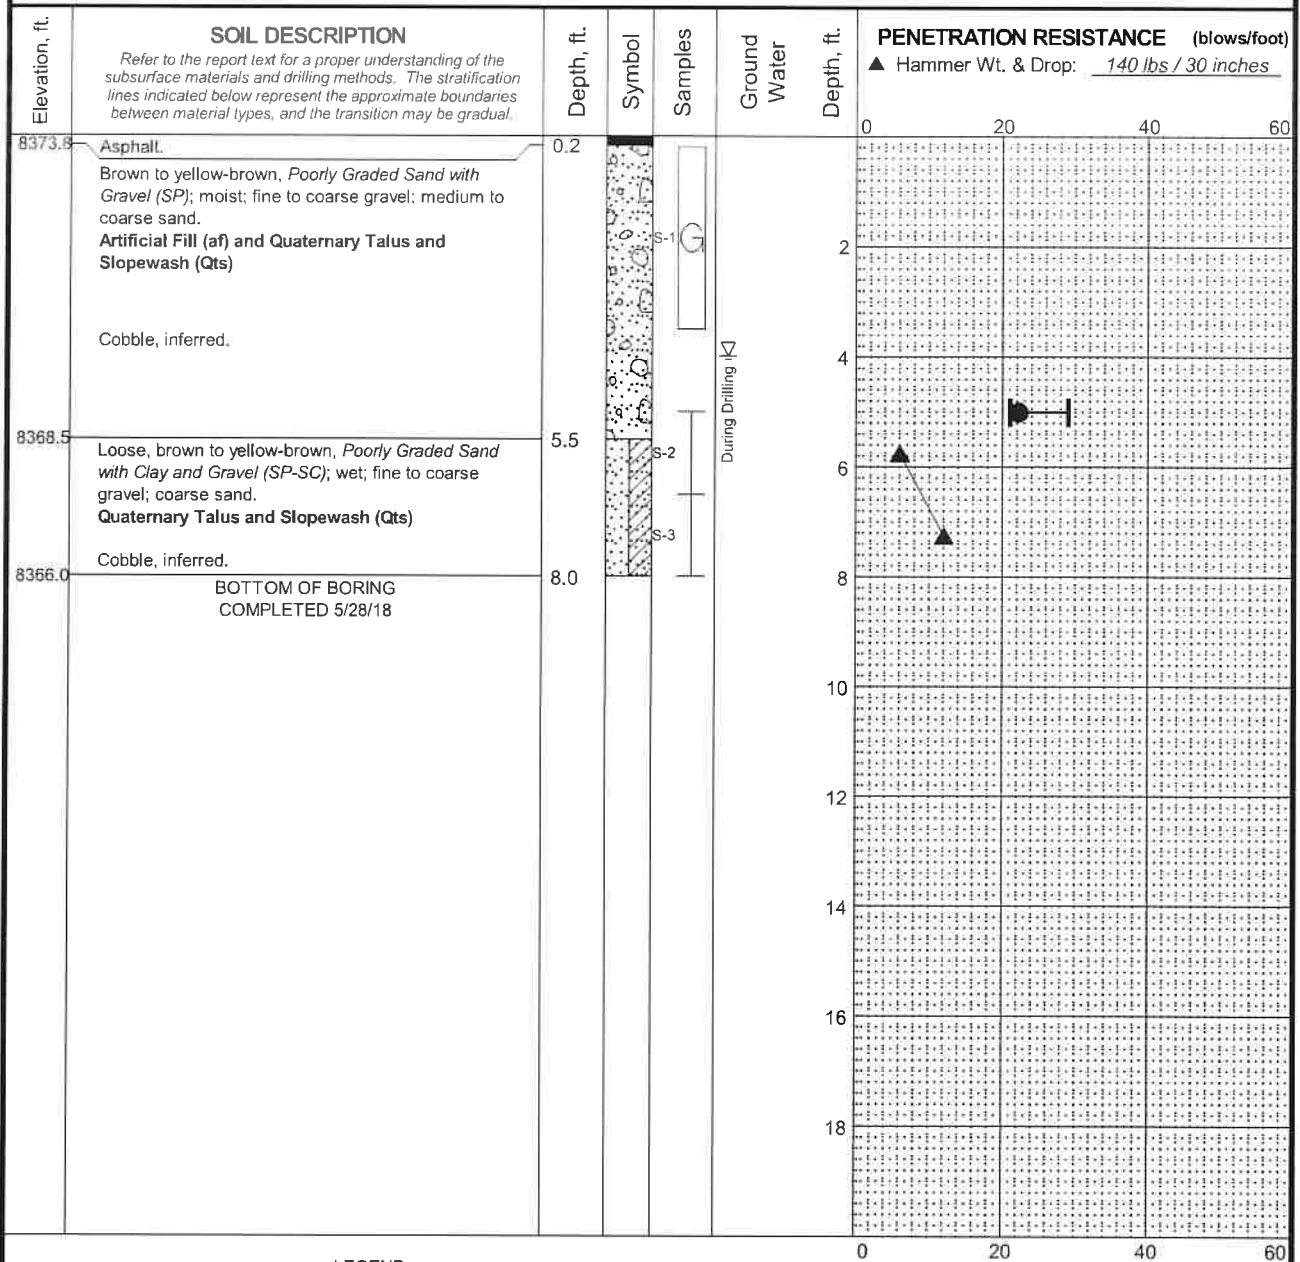 Elevation, ft.
SOIL DESCRIPTION
Refer to the report text for a proper understanding of the
subsurface materials and drilling methods. The stratification
lines indicated below represent the approximate boundaries
between material types, and the transition may be gradual.
Depth, ft.
Symbol
Samples
Ground
Water
Depth, ft.
PENETRATION RESISTANCE (blows/foot)
▲ Hammer Wt. & Drop: 140 lbs / 30 inches
0 20 40 60
8373.8 Asphalt. 0.2
Brown to yellow-brown, Poorly Graded Sand with
Gravel (SP); moist; fine to coarse gravel; medium to
coarse sand.
Artificial Fill (af) and Quaternary Talus and
Slopewash (Qts)
S-1 G
2
Cobble, inferred.
During Drilling
4
8368.5 5.5
Loose, brown to yellow-brown, Poorly Graded Sand
with Clay and Gravel (SP-SC); wet; fine to coarse
gravel; coarse sand.
Quaternary Talus and Slopewash (Qts)
S-2
6
S-3
Cobble, inferred.
8366.0 8.0 8
BOTTOM OF BORING
COMPLETED 5/28/18
10
12
14
16
18
0 20 40 60